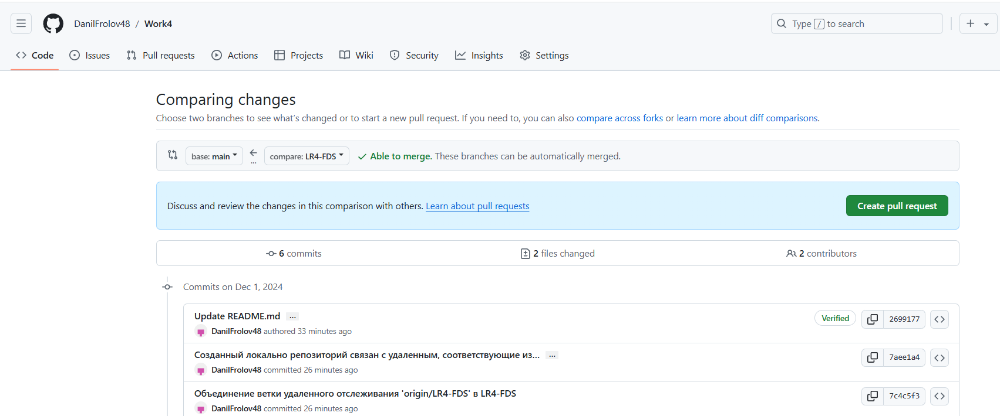 DanilFrolov48 / Work4
Type / to search
Code Issues Pull requests Actions Projects Wiki Security Insights Settings
Comparing changes
Choose two branches to see what's changed or to start a new pull request. If you need to, you can also compare across forks or learn more about diff comparisons.
base: main ← compare: LR4-FDS Able to merge. These branches can be automatically merged.
...
Discuss and review the changes in this comparison with others. Learn about pull requests Create pull request
6 commits 2 files changed 2 contributors
Commits on Dec 1, 2024
Update README.md ... Verified 2699177
DanilFrolov48 authored 33 minutes ago
Созданный локально репозиторий связан с удаленным, соответствующие из... ... 7aee1a4
DanilFrolov48 committed 26 minutes ago
Объединение ветки удаленного отслеживания 'origin/LR4-FDS' в LR4-FDS 7c4c5f3
DanilFrolov48 committed 26 minutes ago